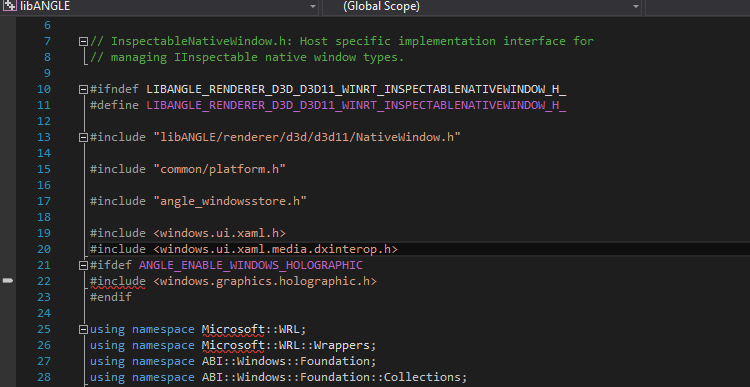 libANGLE (Global Scope)
6
7 // InspectableNativeWindow.h: Host specific implementation interface for
8 // managing IInspectable native window types.
9
10 #ifndef LIBANGLE_RENDERER_D3D_D3D11_WINRT_INSPECTABLENATIVEWINDOW_H_
11 #define LIBANGLE_RENDERER_D3D_D3D11_WINRT_INSPECTABLENATIVEWINDOW_H_
12
13 #include "libANGLE/renderer/d3d/d3d11/NativeWindow.h"
14
15 #include "common/platform.h"
16
17 #include "angle_windowsstore.h"
18
19 #include <windows.ui.xaml.h>
20 #include <windows.ui.xaml.media.dxinterop.h>
21 #ifdef ANGLE_ENABLE_WINDOWS_HOLOGRAPHIC
22 #include <windows.graphics.holographic.h>
23 #endif
24
25 using namespace Microsoft::WRL;
26 using namespace Microsoft::WRL::Wrappers;
27 using namespace ABI::Windows::Foundation;
28 using namespace ABI::Windows::Foundation::Collections;